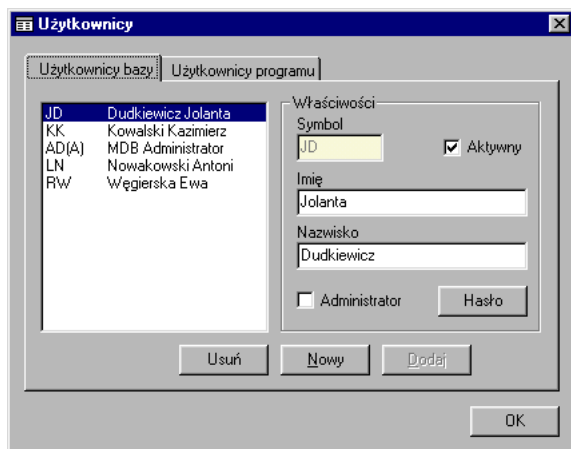 Użytkownicy
Użytkownicy bazy Użytkownicy programu
JD Dudkiewicz Jolanta
KK Kowalski Kazimierz
AD(A) MDB Administrator
LN Nowakowski Antoni
RW Węgierska Ewa
Właściwości
Symbol
JD
Aktywny
Imię
Jolanta
Nazwisko
Dudkiewicz
Administrator
Hasło
Usuń Nowy Dodaj
OK